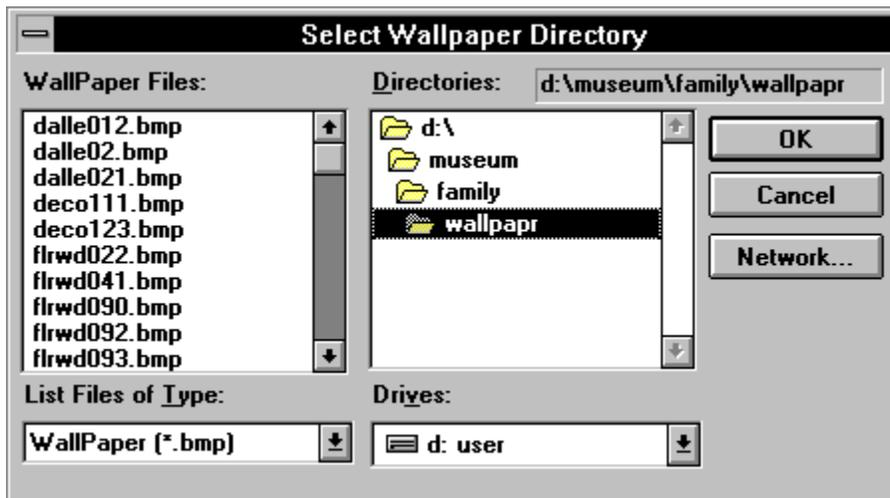 Select Wallpaper Directory
WallPaper Files:
dalle012.bmp
dalle02.bmp
dalle021.bmp
deco111.bmp
deco123.bmp
flrwd022.bmp
flrwd041.bmp
flrwd090.bmp
flrwd092.bmp
flrwd093.bmp
List Files of Type:
WallPaper (*.bmp)
Directories:
d:\museum\family\wallpapr
d:\
museum
family
wallpapr
Drives:
d: user
OK
Cancel
Network...